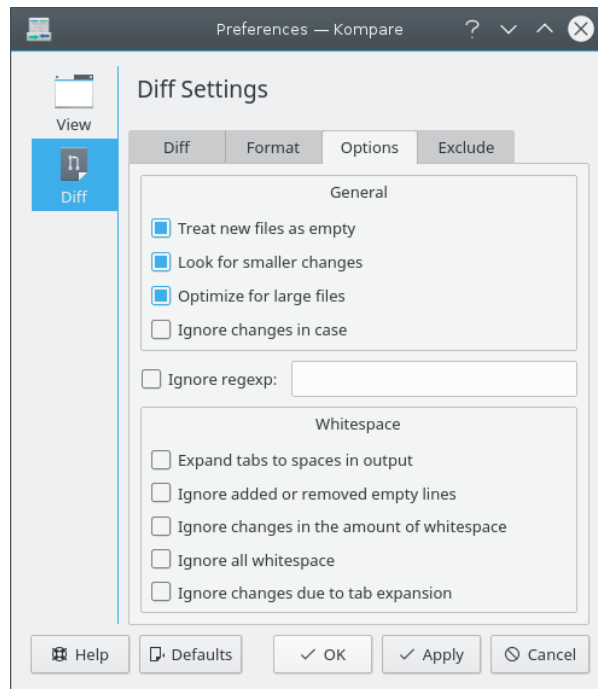 Preferences — Kompare
View
Diff
Diff Settings
Diff Format Options Exclude
General
Treat new files as empty
Look for smaller changes
Optimize for large files
Ignore changes in case
Ignore regexp:
Whitespace
Expand tabs to spaces in output
Ignore added or removed empty lines
Ignore changes in the amount of whitespace
Ignore all whitespace
Ignore changes due to tab expansion
Help Defaults OK Apply Cancel